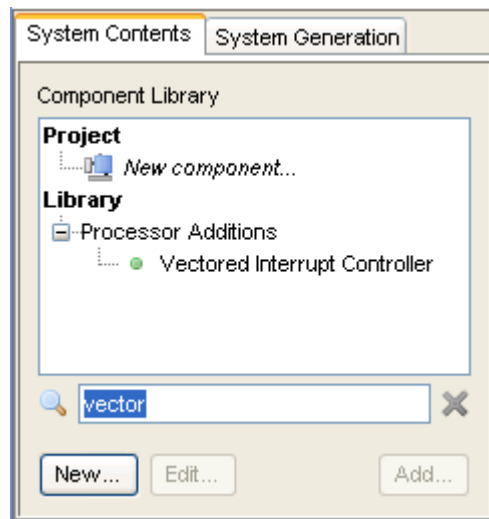 System Contents System Generation
Component Library
Project
New component...
Library
Processor Additions
Vectored Interrupt Controller
vector
New... Edit... Add...